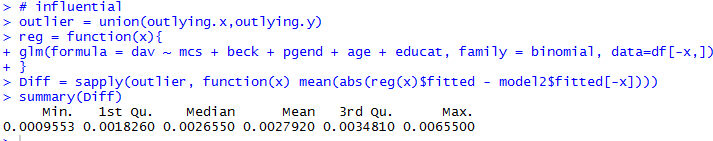 > # influential
> outlier = union(outlying.x,outlying.y)
> reg = function(x){
+ glm(formula = dav ~ mcs + beck + pgend + age + educat, family = binomial, data=df[-x,])
+ }
> Diff = sapply(outlier, function(x) mean(abs(reg(x)$fitted - model2$fitted[-x])))
> summary(Diff)
Min. 1st Qu. Median Mean 3rd Qu. Max.
0.0009553 0.0018260 0.0026550 0.0027920 0.0034810 0.0065500
>